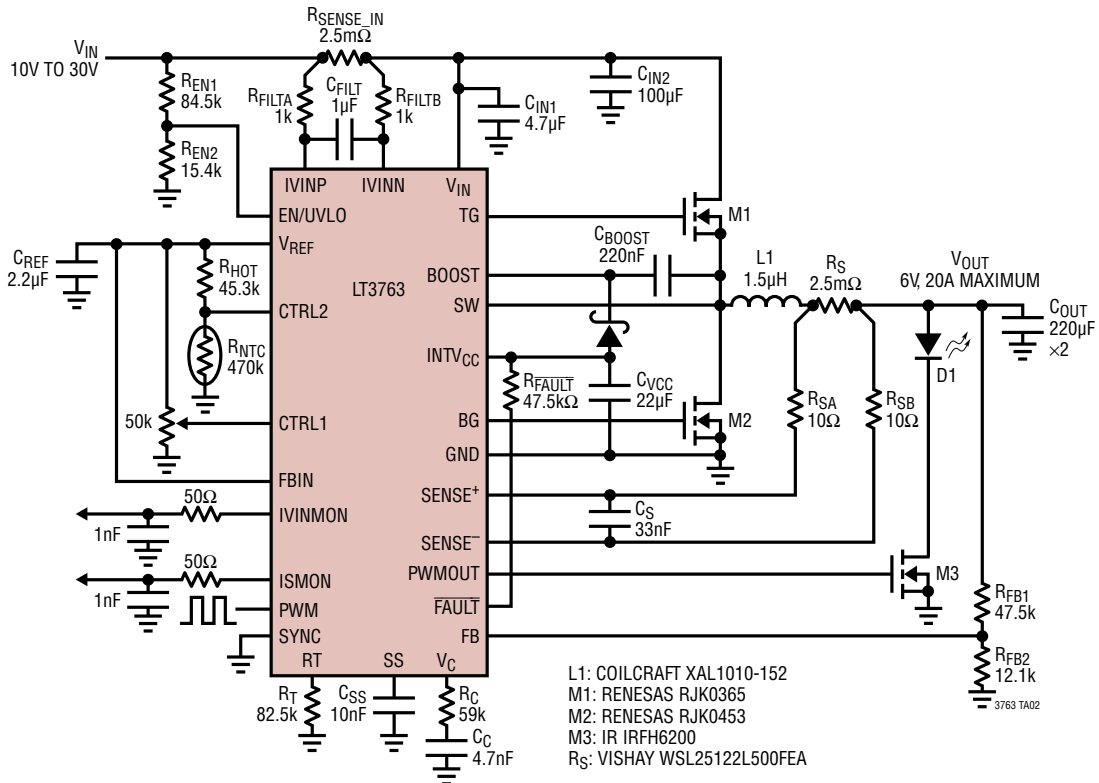 RSENSE_IN
2.5mΩ
VIN
10V TO 30V
REN1
84.5k
RFILTA
1k
CFILT
1µF
RFILTB
1k
CIN1
4.7µF
CIN2
100µF
REN2
15.4k
IVINP
IVINN
VIN
EN/UVLO
TG
M1
VREF
CREF
2.2µF
RHOT
45.3k
LT3763
BOOST
CBOOST
220nF
L1
1.5µH
RS
2.5mΩ
VOUT
6V, 20A MAXIMUM
SW
COUT
220µF
×2
CTRL2
RNTC
470k
INTVCC
RFAULT
47.5kΩ
CVCC
22µF
D1
50k
CTRL1
BG
M2
RSA
10Ω
RSB
10Ω
GND
FBIN
SENSE+
50Ω
IVINMON
1nF
CS
33nF
SENSE–
50Ω
ISMON
1nF
PWMOUT
M3
PWM
FAULT
RFB1
47.5k
SYNC
FB
RT
SS
VC
RFB2
12.1k
RT
82.5k
CSS
10nF
RC
59k
CC
4.7nF
L1: COILCRAFT XAL1010-152
M1: RENESAS RJK0365
M2: RENESAS RJK0453
M3: IR IRFH6200
RS: VISHAY WSL25122L500FEA
3763 TA02